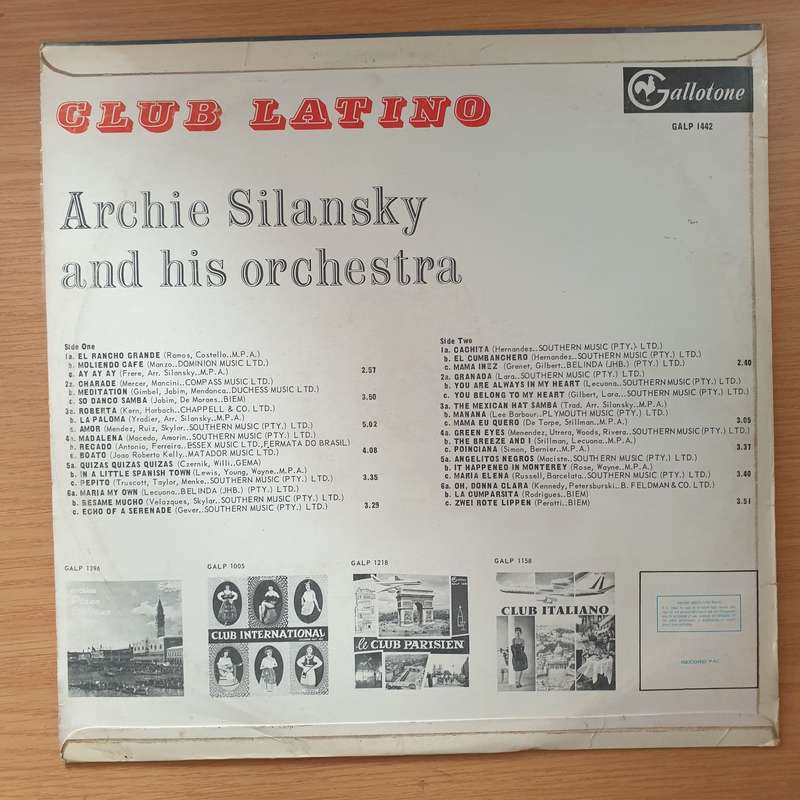 CLUB LATINO
Gallotone
GALP 1442
Archie Silansky
and his orchestra
Side One
1a. EL RANCHO GRANDE (Ramos, Costello..M.P.A.)
b. MOLIENDO CAFE (Manzo..DOMINION MUSIC LTD.)
c. AY AY AY (Frere, Arr. Silansky..M.P.A.) 2.57
2a. CHARADE (Mercer, Mancini..COMPASS MUSIC LTD.)
b. MEDITATION (Gimbel, Jobim, Mendonca..DUCHESS MUSIC LTD.)
c. SO DANCO SAMBA (Jobim, De Moraes..BIEM) 3.50
3a. ROBERTA (Kern, Harbach..CHAPPELL & CO. LTD.)
b. LA PALOMA (Yradier, Arr. Silansky..M.P.A.)
c. AMOR (Mendez, Ruiz, Skylar..SOUTHERN MUSIC (PTY.) LTD.) 5.02
4a. MADALENA (Macedo, Amorin..SOUTHERN MUSIC (PTY.) LTD.)
b. RECADO (Antonio, Ferreira..ESSEX MUSIC LTD., FERMATA DO BRASIL)
c. BOATO (Joao Roberto Kelly..MATADOR MUSIC LTD.) 4.08
5a. QUIZAS QUIZAS QUIZAS (Czernik, Willi..GEMA)
b. IN A LITTLE SPANISH TOWN (Lewis, Young, Wayne..M.P.A.)
c. PEPITO (Truscott, Taylor, Menke..SOUTHERN MUSIC (PTY.) LTD.) 3.35
6a. MARIA MY OWN (Lecuona..BELINDA (JHB.) (PTY.) LTD.)
b. BESAME MUCHO (Velazques, Skylar..SOUTHERN MUSIC (PTY.) LTD.)
c. ECHO OF A SERENADE (Gever..SOUTHERN MUSIC (PTY.) LTD.) 3.29
Side Two
1a. CACHITA (Hernandez..SOUTHERN MUSIC (PTY.) LTD.)
b. EL CUMBANCHERO (Hernandez..SOUTHERN MUSIC (PTY.) LTD.)
c. MAMA INEZ (Grenet, Gilbert..BELINDA (JHB.) (PTY.) LTD.) 2.40
2a. GRANADA (Lara..SOUTHERN MUSIC (PTY.) LTD.)
b. YOU ARE ALWAYS IN MY HEART (Lecuona..SOUTHERN MUSIC (PTY.) LTD.)
c. YOU BELONG TO MY HEART (Gilbert, Lara..SOUTHERN MUSIC (PTY.) LTD.)
3a. THE MEXICAN HAT SAMBA (Trad. Arr. Silansky..M.P.A.)
b. MANANA (Lee Barbour..PLYMOUTH MUSIC (PTY.) LTD.)
c. MAMA EU QUERO (De Torpe, Stillman..M.P.A.) 3.05
4a. GREEN EYES (Menendez, Utrera, Woods, Rivera..SOUTHERN MUSIC (PTY.) LTD.)
b. THE BREEZE AND I (Stillman, Lecuona..M.P.A.)
c. POINCIANA (Simon, Bernier..M.P.A.) 3.37
5a. ANGELITOS NEGROS (Maciste..SOUTHERN MUSIC (PTY.) LTD.)
b. IT HAPPENED IN MONTEREY (Rose, Wayne..M.P.A.)
c. MARIA ELENA (Russell, Barcelata..SOUTHERN MUSIC (PTY.) LTD.) 3.40
6a. OH, DONNA CLARA (Kennedy, Petersburski..B. FELDMAN & CO. LTD.)
b. LA CUMPARSITA (Rodrigues..BIEM)
c. ZWEI ROTE LIPPEN (Perotti..BIEM) 3.51
GALP 1396
GALP 1005
GALP 1218
GALP 1158
CLUB INTERNATIONAL
le CLUB PARISIEN
CLUB ITALIANO
RECORD PAC